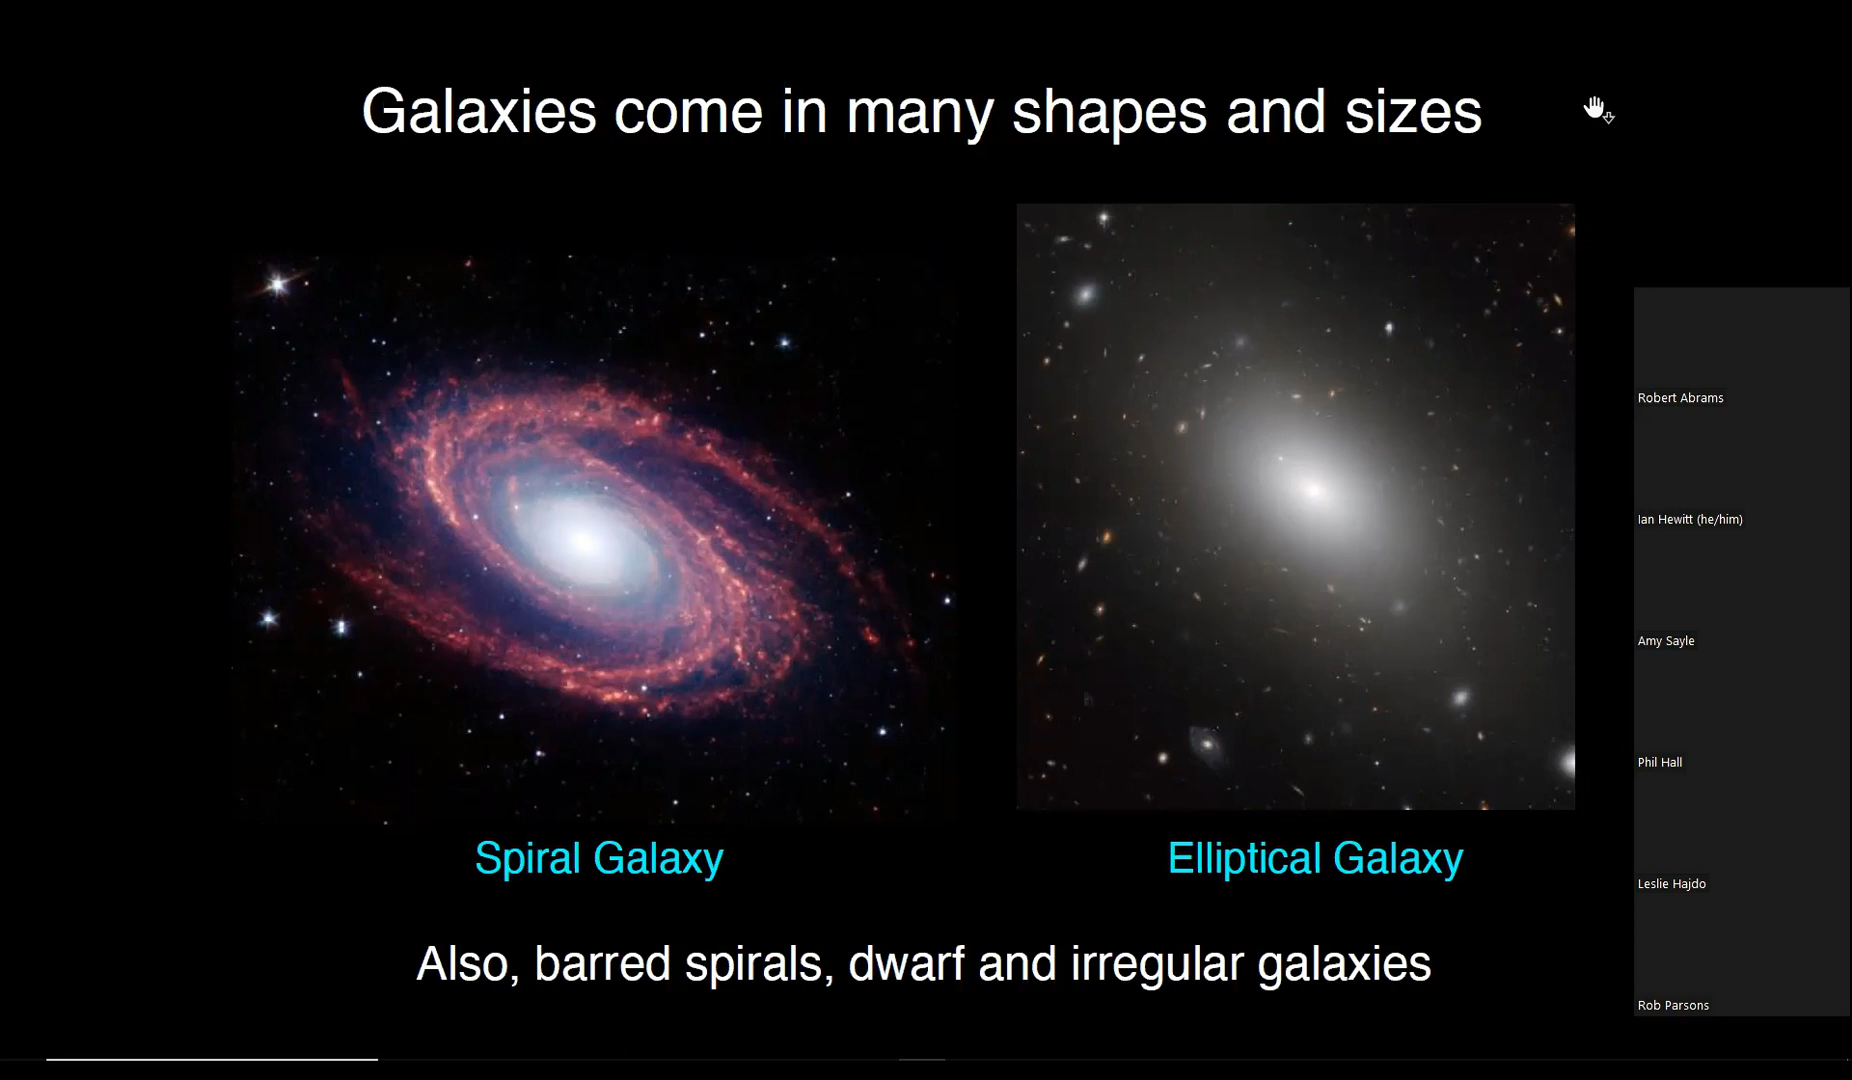 Galaxies come in many shapes and sizes
Spiral Galaxy
Elliptical Galaxy
Also, barred spirals, dwarf and irregular galaxies
Robert Abrams
Ian Hewitt (he/him)
Amy Sayle
Phil Hall
Leslie Hajdo
Rob Parsons